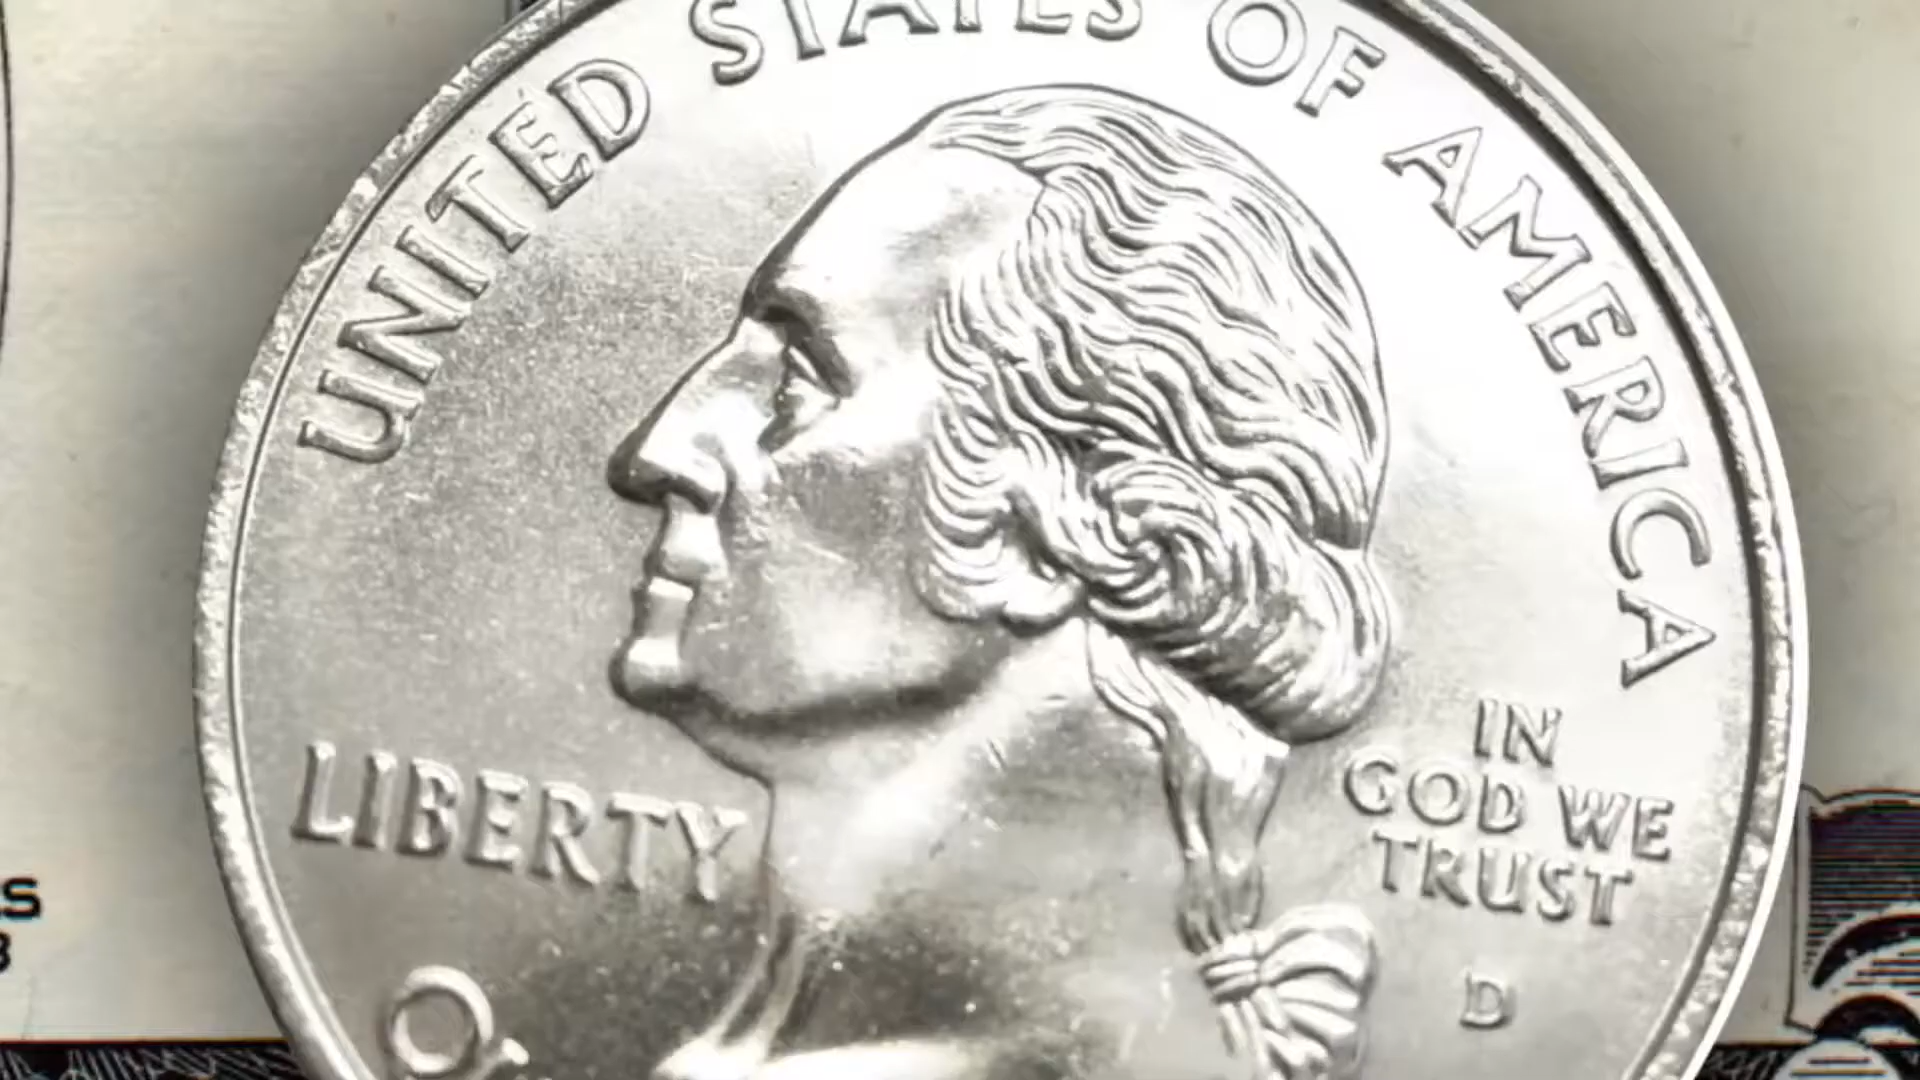 UNITED STATES OF AMERICA
LIBERTY
IN
GOD WE
TRUST
D
Q